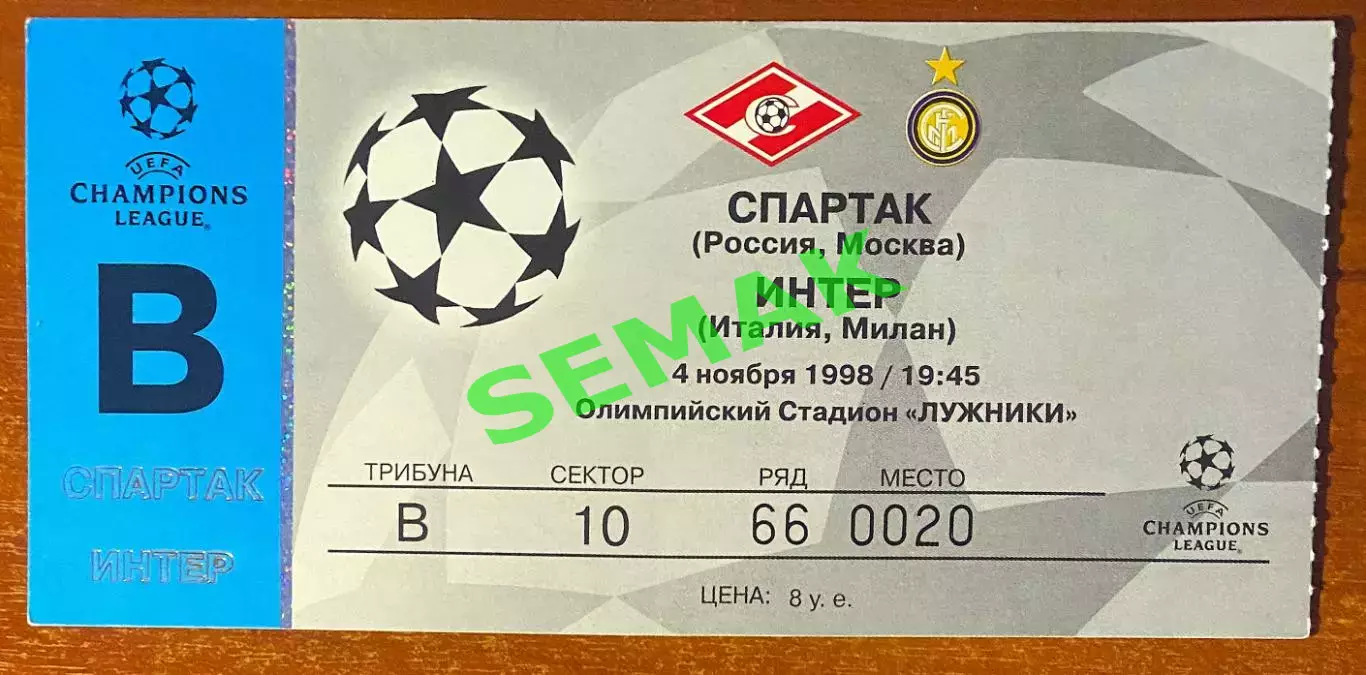 UEFA
CHAMPIONS
LEAGUE®
B
СПАРТАК
ИНТЕР
СПАРТАК
(Россия, Москва)
ИНТЕР
(Италия, Милан)
4 ноября 1998 / 19:45
Олимпийский Стадион «ЛУЖНИКИ»
SEMAK
ТРИБУНА СЕКТОР РЯД МЕСТО
B 10 66 0020
UEFA
CHAMPIONS
LEAGUE®
ЦЕНА: 8 у. е.